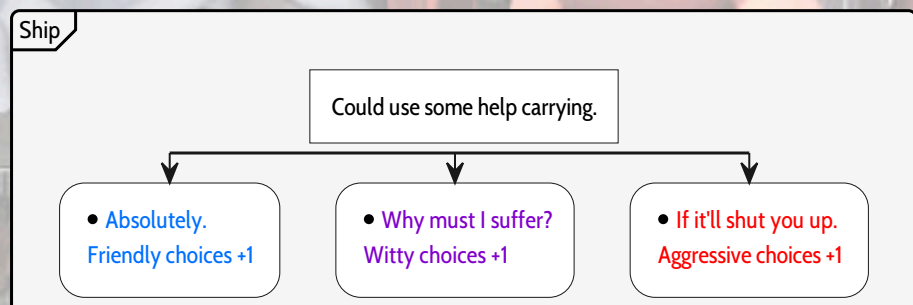 Ship
Could use some help carrying.
• Absolutely.
Friendly choices +1
• Why must I suffer?
Witty choices +1
• If it'll shut you up.
Aggressive choices +1